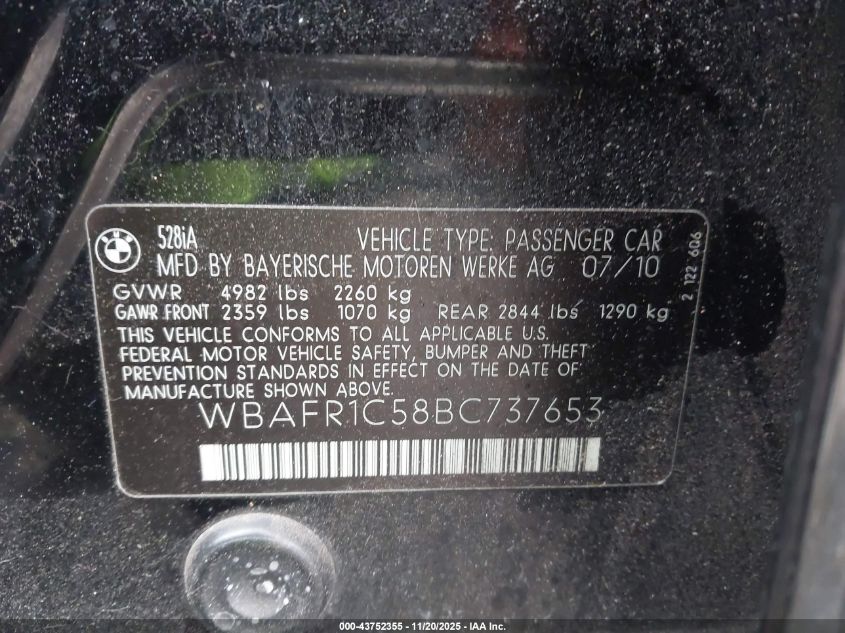 BMW
528iA
VEHICLE TYPE: PASSENGER CAR
MFD BY BAYERISCHE MOTOREN WERKE AG 07/10
GVWR 4982 lbs 2260 kg
GAWR FRONT 2359 lbs 1070 kg REAR 2844 lbs 1290 kg
THIS VEHICLE CONFORMS TO ALL APPLICABLE U.S.
FEDERAL MOTOR VEHICLE SAFETY, BUMPER AND THEFT
PREVENTION STANDARDS IN EFFECT ON THE DATE OF
MANUFACTURE SHOWN ABOVE.
WBAFR1C58BC737653
2 122 606
000-43752355 — 11/20/2025 — IAA Inc.